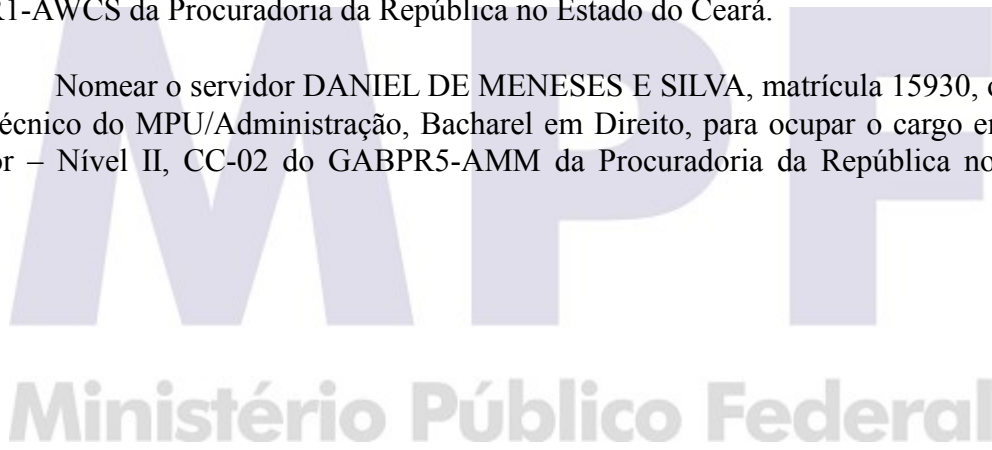 R1-AWCS da Procuradoria da República no Estado do Ceará.
Nomear o servidor DANIEL DE MENESES E SILVA, matrícula 15930,
écnico do MPU/Administração, Bacharel em Direito, para ocupar o cargo
or – Nível II, CC-02 do GABPR5-AMM da Procuradoria da República no
MPF
Ministério Público Federal